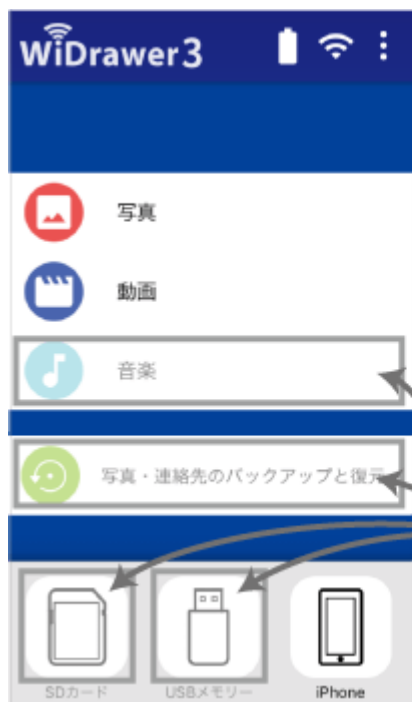 WiDrawer3
写真
動画
音楽
写真・連絡先のバックアップと復元
SDカード
USBメモリー
iPhone